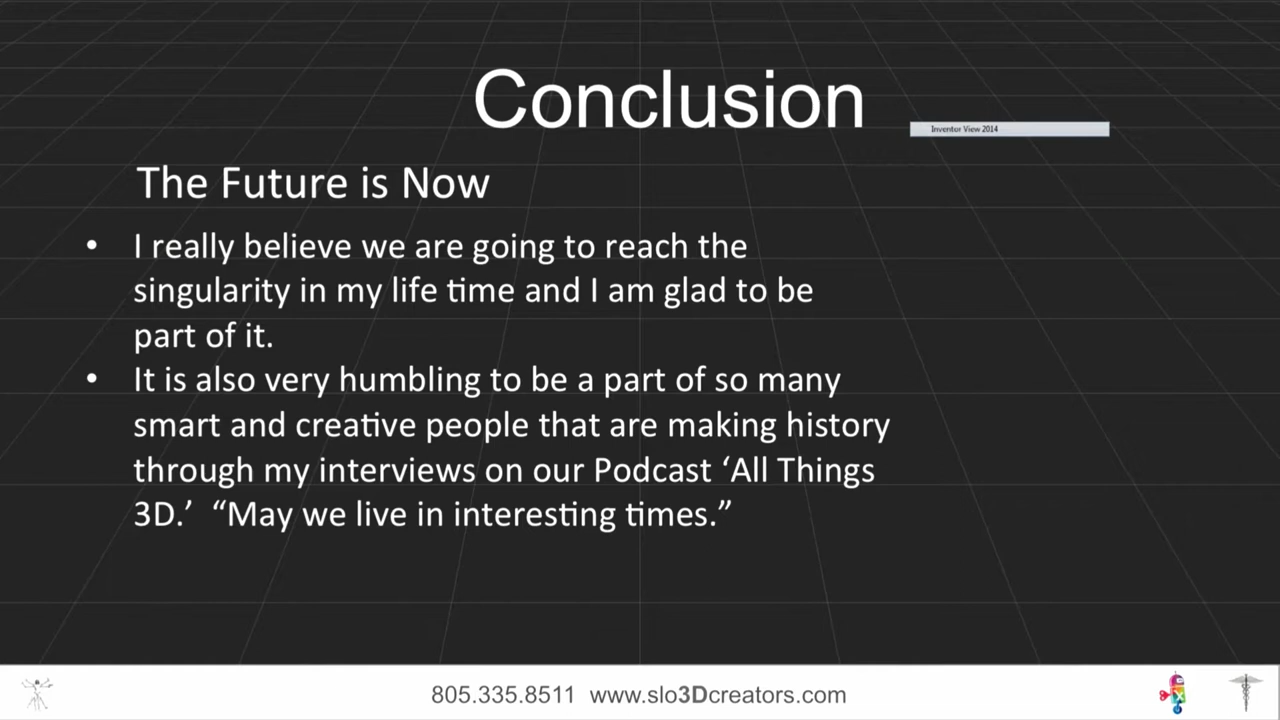 Conclusion
Inventor View 2014
The Future is Now
• I really believe we are going to reach the
singularity in my life time and I am glad to be
part of it.
• It is also very humbling to be a part of so many
smart and creative people that are making history
through my interviews on our Podcast ‘All Things
3D.’ “May we live in interesting times.”
805.335.8511 www.slo3Dcreators.com